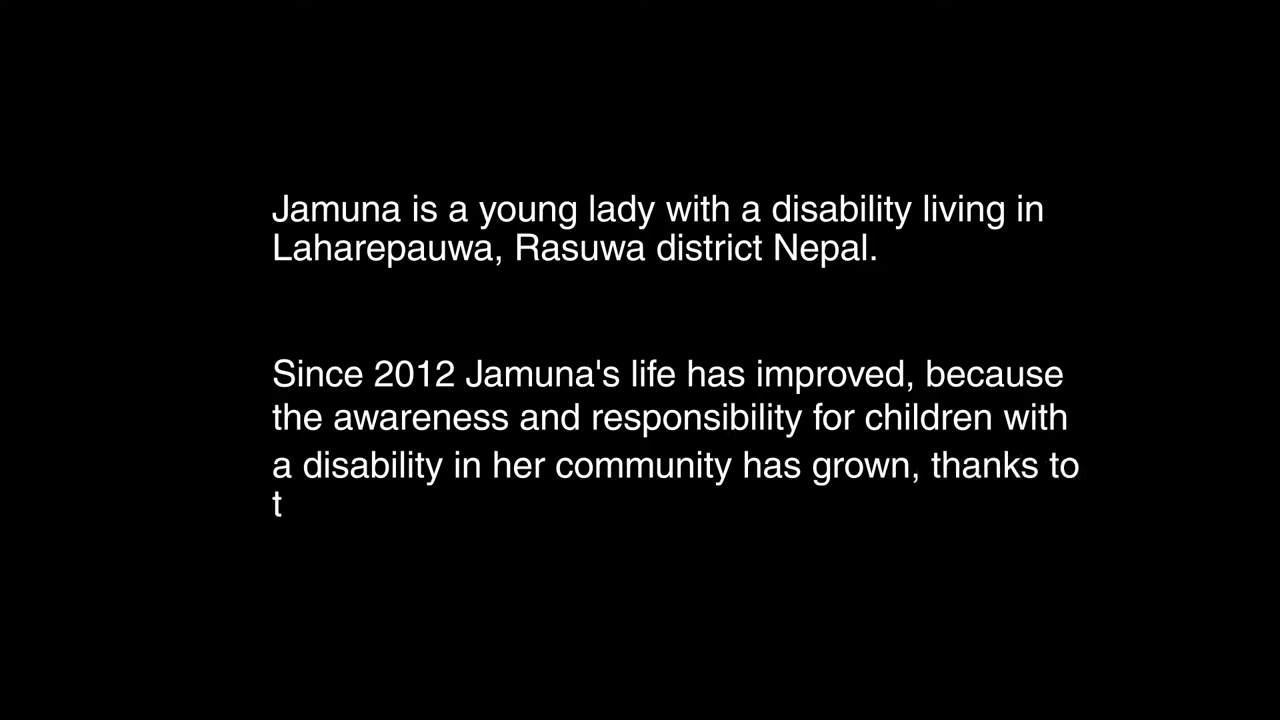 Jamuna is a young lady with a disability living in
Laharepauwa, Rasuwa district Nepal.
Since 2012 Jamuna's life has improved, because
the awareness and responsibility for children with
a disability in her community has grown, thanks to
t